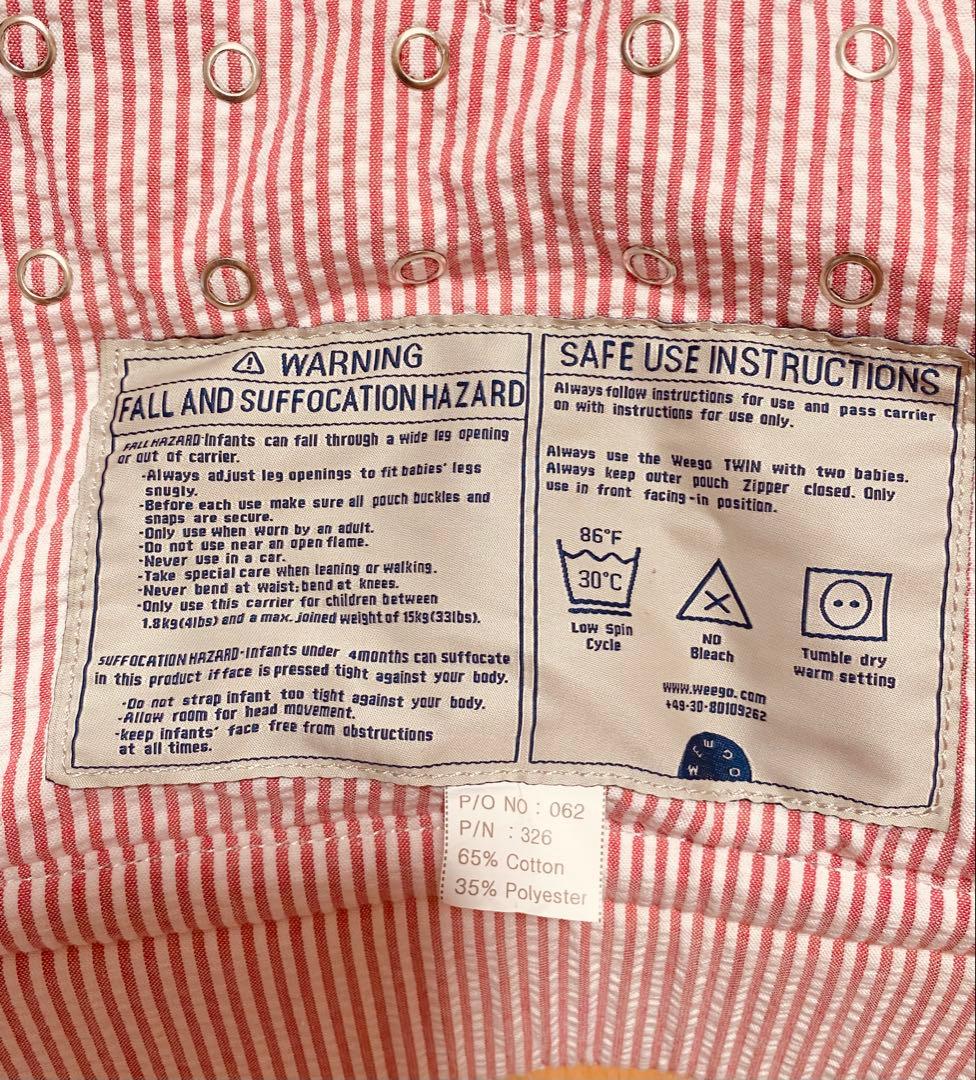 ⚠ WARNING
FALL AND SUFFOCATION HAZARD
FALL HAZARD-Infants can fall through a wide leg opening
or out of carrier.
-Always adjust leg openings to fit babies' legs
snugly.
-Before each use make sure all pouch buckles and
snaps are secure.
-Only use when worn by an adult.
-Do not use near an open flame.
-Never use in a car.
-Take special care when leaning or walking.
-Never bend at waist;bend at knees.
-Only use this carrier for children between
1.8kg(4lbs) and a max. joined weight of 15kg(33lbs).
SUFFOCATION HAZARD-Infants under 4months can suffocate
in this product if face is pressed tight against your body.
-Do not strap infant too tight against your body.
-Allow room for head movement.
-keep infants' face free from obstructions
at all times.
SAFE USE INSTRUCTIONS
Always follow instructions for use and pass carrier
on with instructions for use only.
Always use the Weego TWIN with two babies.
Always keep outer pouch Zipper closed. Only
use in front facing-in position.
86°F
30°C
Low Spin
Cycle
NO
Bleach
Tumble dry
warm setting
www.weego.com
+49-30-80109262
WEEGO
P/O NO : 062
P/N : 326
65% Cotton
35% Polyester